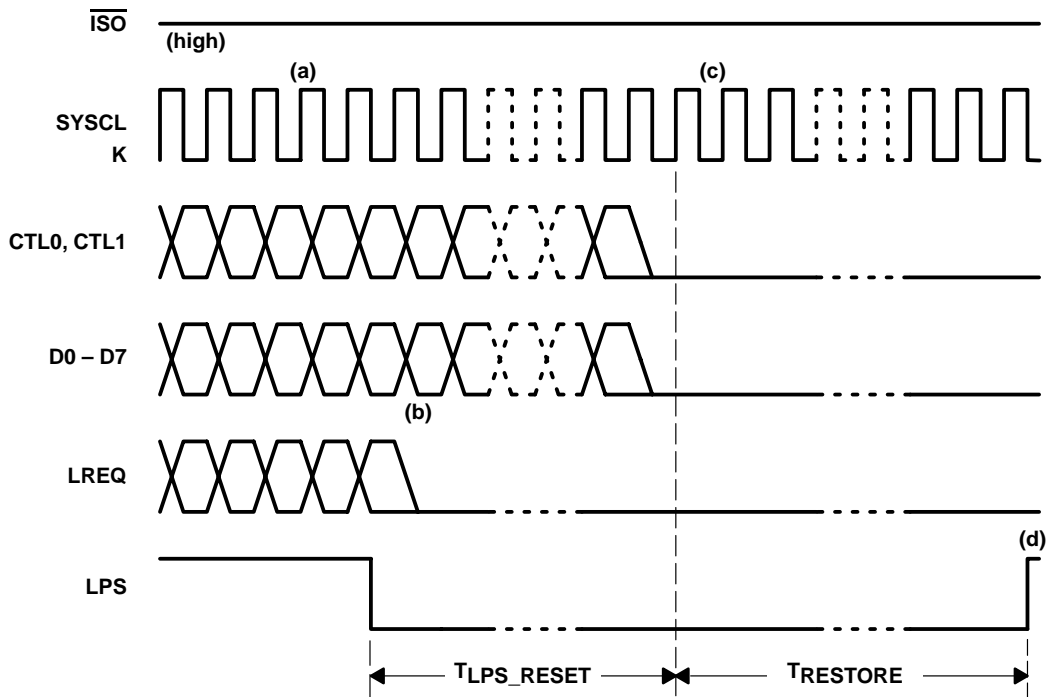 ISO
(high)
(a)
(c)
SYSCL
K
CTL0, CTL1
D0 – D7
(b)
LREQ
(d)
LPS
TLPS_RESET
TRESTORE